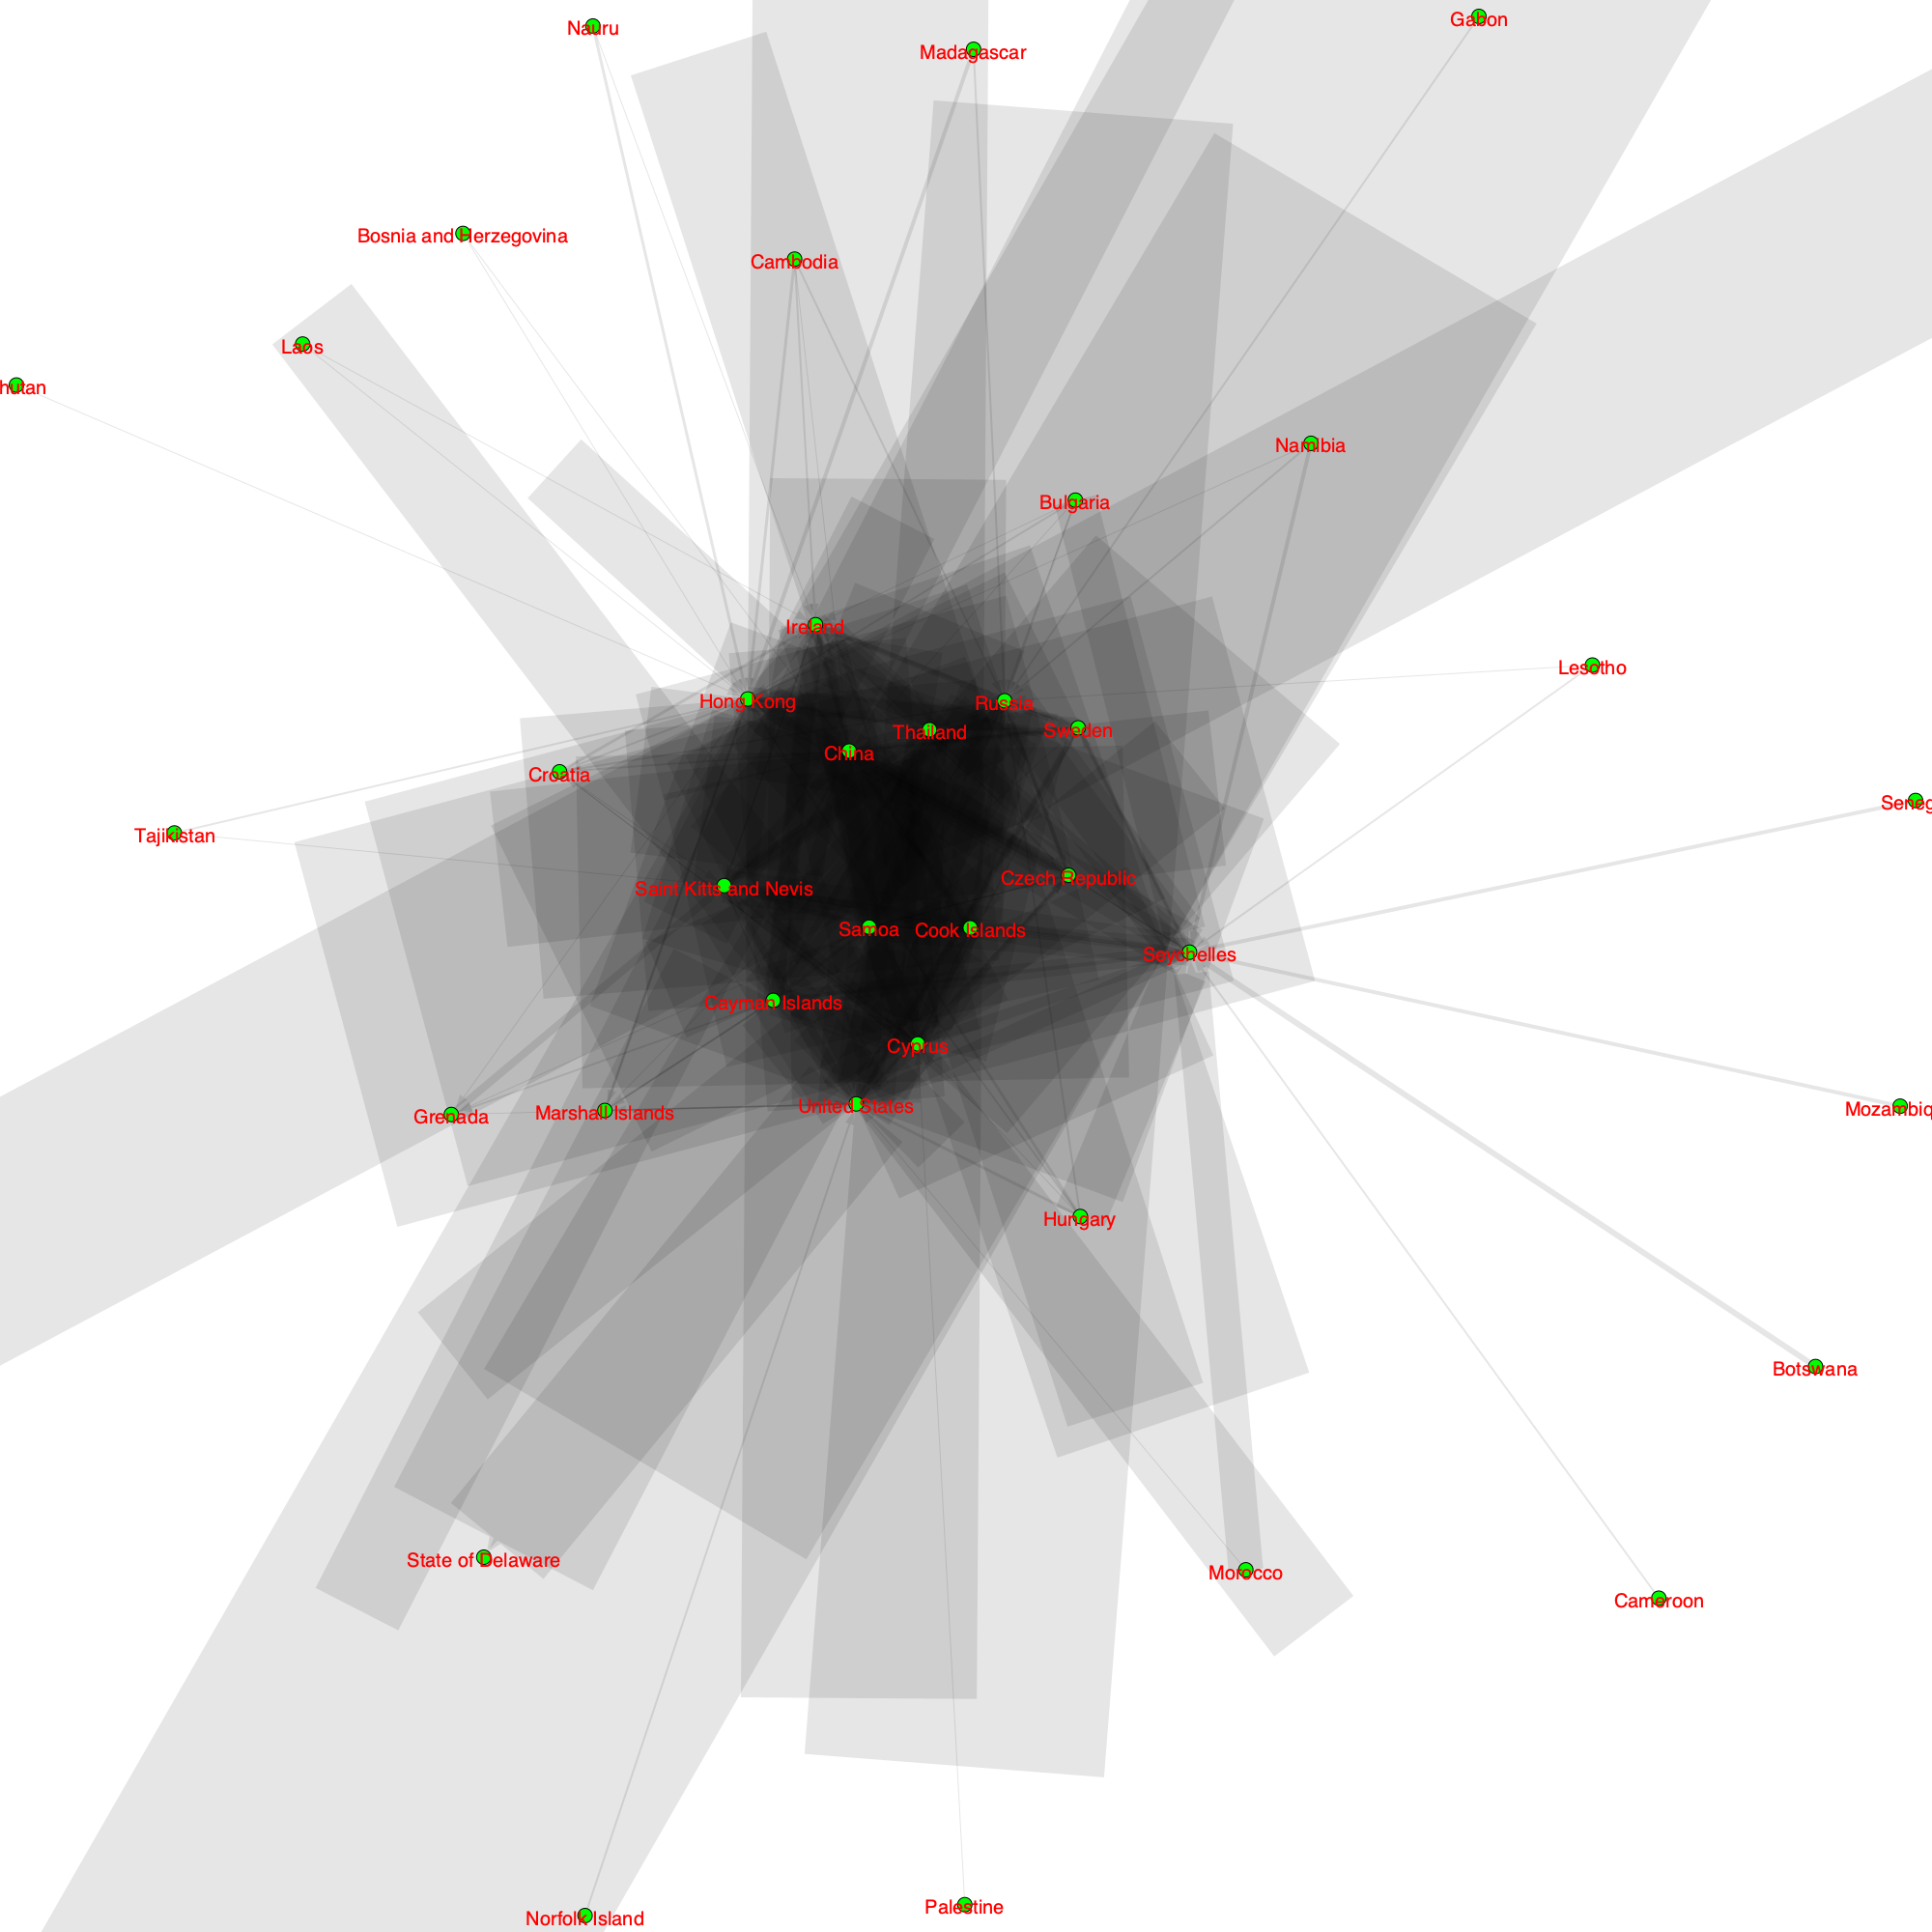 Gabon
Nauru
Madagascar
Bosnia and Herzegovina
Cambodia
Laos
hutan
Namibia
Bulgaria
Ireland
Lesotho
Hong Kong
Russia
Thailand
Sweden
China
Croatia
Seneg
Tajikistan
Czech Republic
Saint Kitts and Nevis
Samoa
Cook Islands
Seychelles
Cayman Islands
Cyprus
United States
Mozambiq
Marshall Islands
Grenada
Hungary
Botswana
State of Delaware
Morocco
Cameroon
Palestine
Norfolk Island